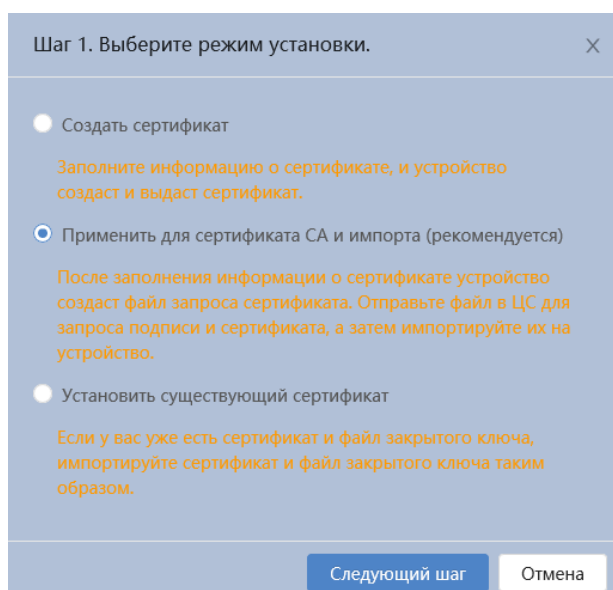 Шаг 1. Выберите режим установки.
Создать сертификат
Заполните информацию о сертификате, и устройство
создаст и выдаст сертификат.
Применить для сертификата CA и импорта (рекомендуется)
После заполнения информации о сертификате устройство
создаст файл запроса сертификата. Отправьте файл в ЦС для
запроса подписи и сертификата, а затем импортируйте их на
устройство.
Установить существующий сертификат
Если у вас уже есть сертификат и файл закрытого ключа,
импортируйте сертификат и файл закрытого ключа таким
образом.
Следующий шаг
Отмена